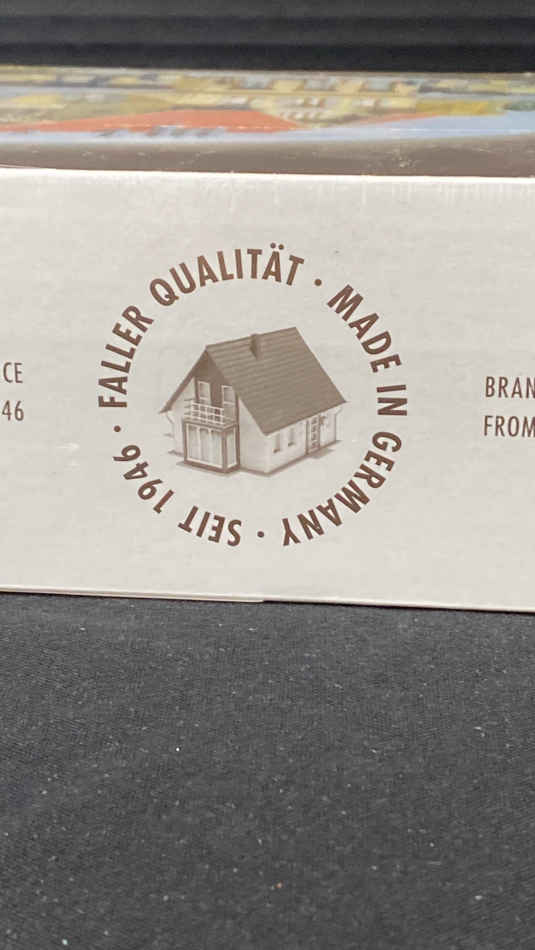 FALLER QUALITÄT · MADE IN GERMANY · SEIT 1946 ·
CE
46
BRAN
FROM